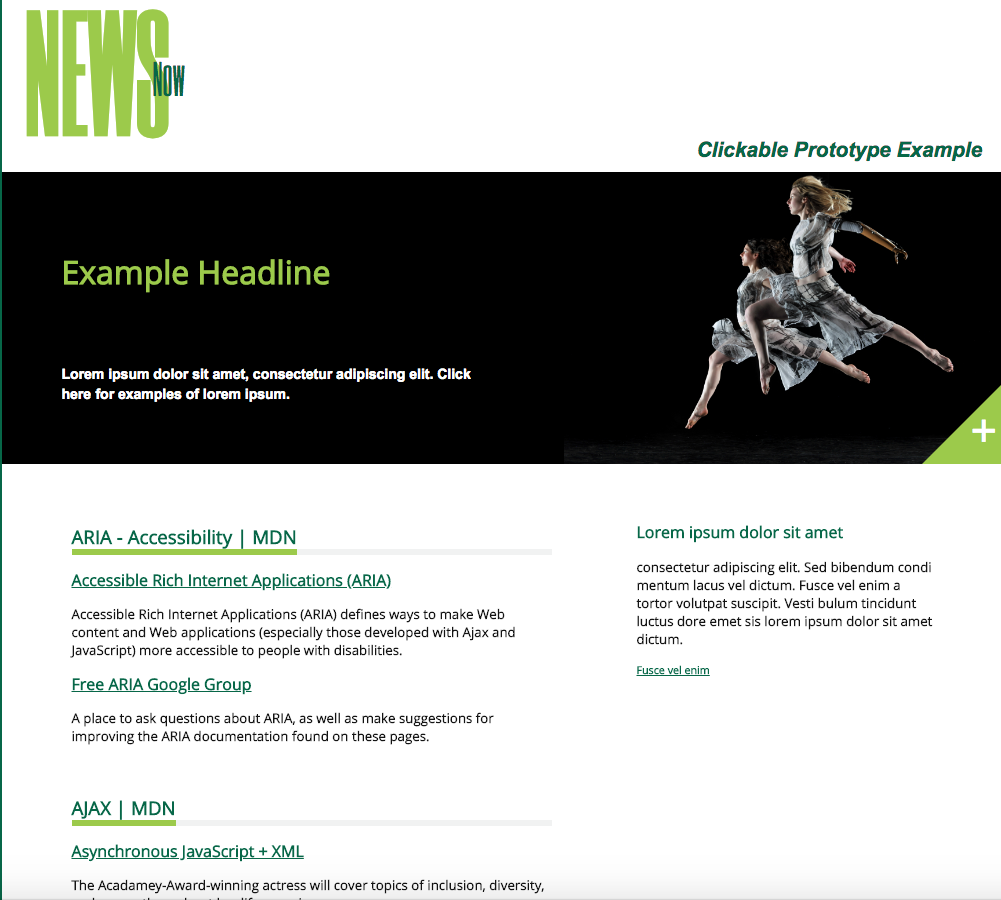 NEWS
Now
Clickable Prototype Example
Example Headline
Lorem ipsum dolor sit amet, consectetur adipiscing elit. Click
here for examples of lorem ipsum.
+
ARIA - Accessibility | MDN
Accessible Rich Internet Applications (ARIA)
Accessible Rich Internet Applications (ARIA) defines ways to make Web
content and Web applications (especially those developed with Ajax and
JavaScript) more accessible to people with disabilities.
Free ARIA Google Group
A place to ask questions about ARIA, as well as make suggestions for
improving the ARIA documentation found on these pages.
AJAX | MDN
Asynchronous JavaScript + XML
The Acadamey-Award-winning actress will cover topics of inclusion, diversity,
Lorem ipsum dolor sit amet
consectetur adipiscing elit. Sed bibendum condi
mentum lacus vel dictum. Fusce vel enim a
tortor volutpat suscipit. Vesti bulum tincidunt
luctus dore emet sis lorem ipsum dolor sit amet
dictum.
Fusce vel enim